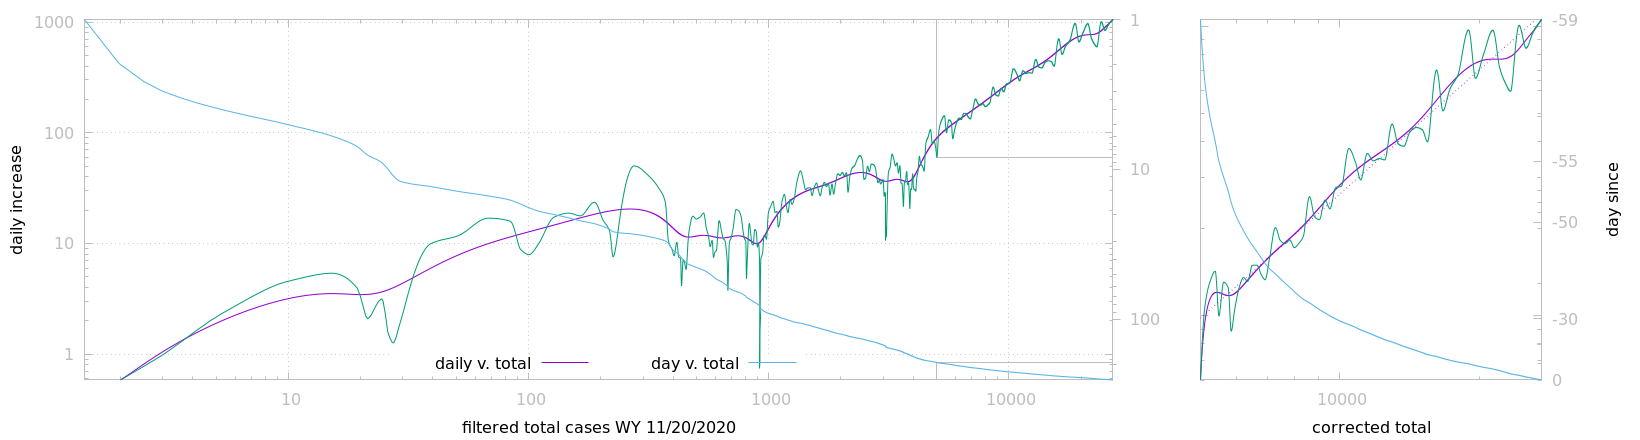 daily increase
1000
100
10
1
daily v. total
day v. total
10
100
1000
10000
filtered total cases WY 11/20/2020
1
10
100
10000
corrected total
-59
-55
-50
-30
0
day since